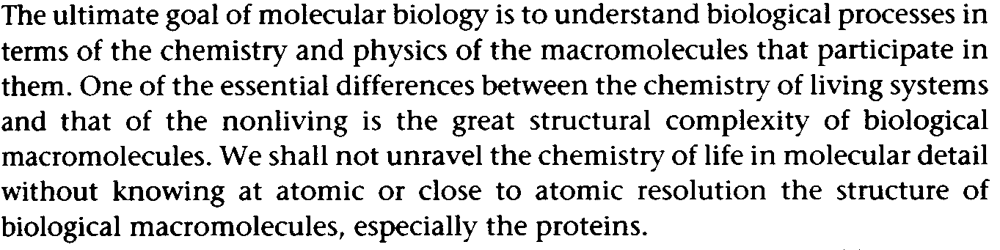 The ultimate goal of molecular biology is to understand biological processes in
terms of the chemistry and physics of the macromolecules that participate in
them. One of the essential differences between the chemistry of living systems
and that of the nonliving is the great structural complexity of biological
macromolecules. We shall not unravel the chemistry of life in molecular detail
without knowing at atomic or close to atomic resolution the structure of
biological macromolecules, especially the proteins.